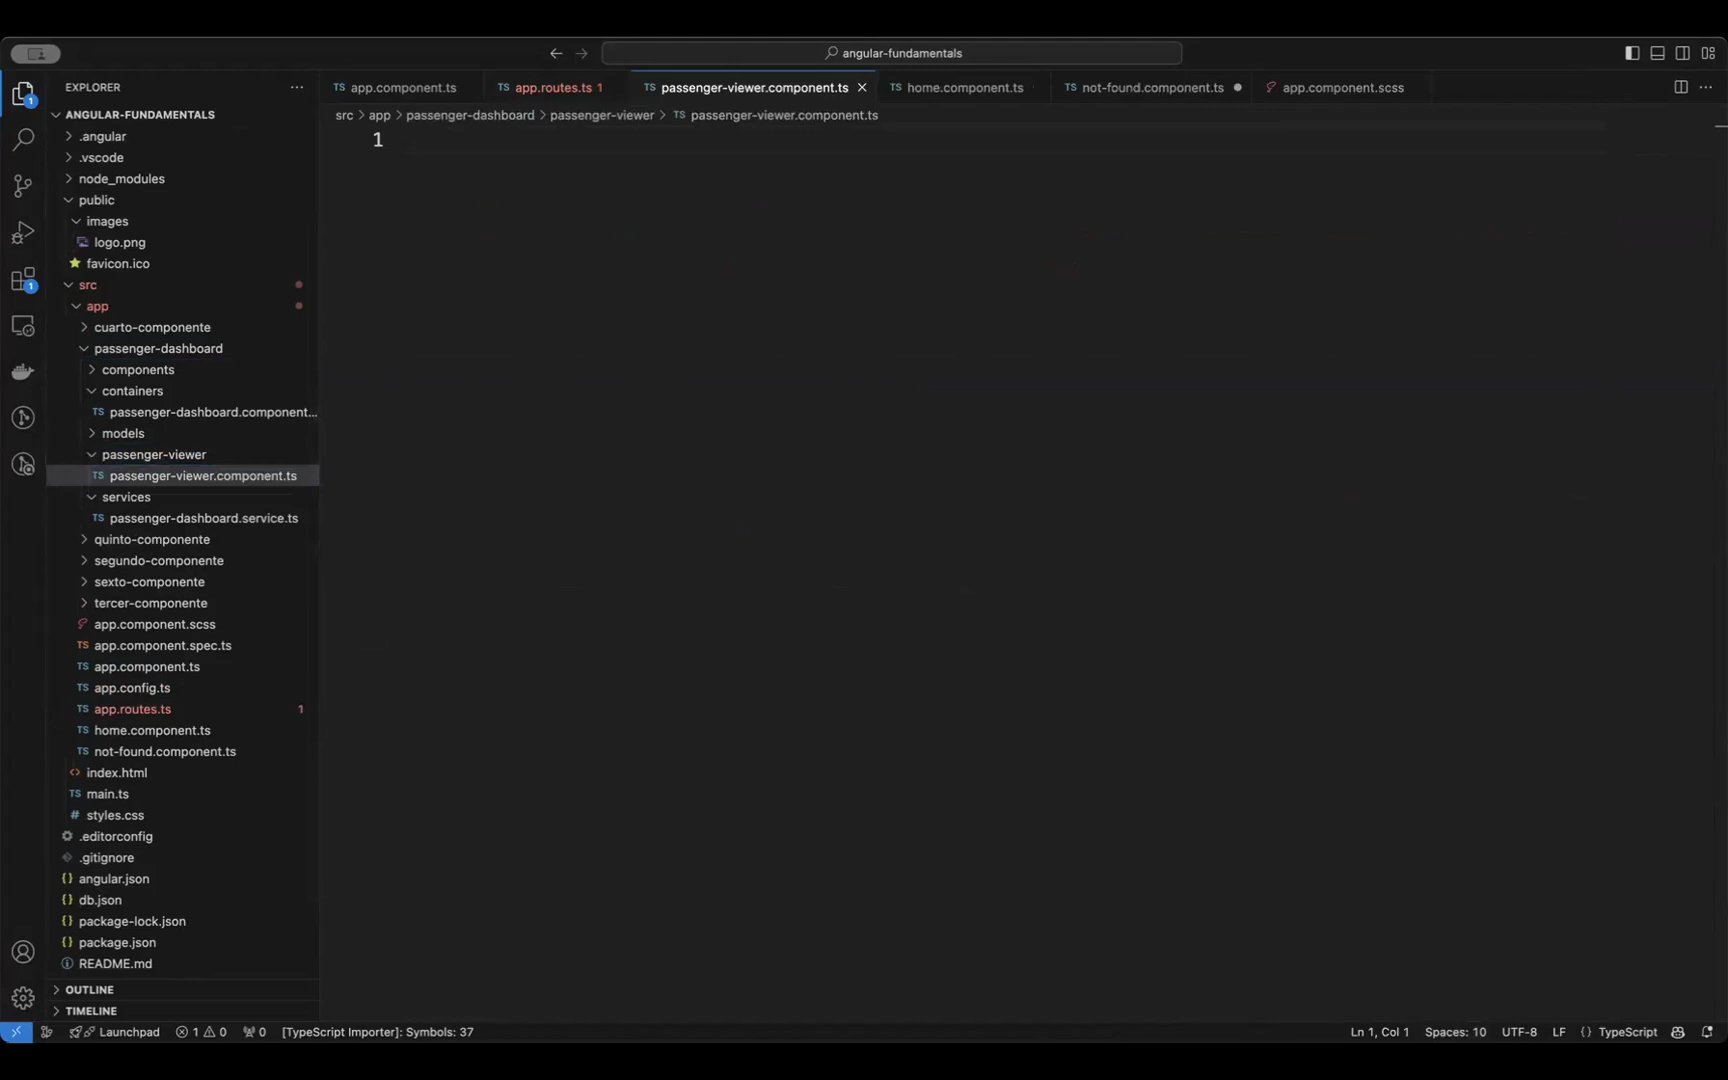 angular-fundamentals
EXPLORER
app.component.ts
app.routes.ts 1
passenger-viewer.component.ts
home.component.ts
not-found.component.ts
app.component.scss
src > app > passenger-dashboard > passenger-viewer > TS passenger-viewer.component.ts
1
ANGULAR-FUNDAMENTALS
.angular
.vscode
node_modules
public
images
logo.png
favicon.ico
src
app
cuarto-componente
passenger-dashboard
components
containers
TS passenger-dashboard.component...
models
passenger-viewer
TS passenger-viewer.component.ts
services
TS passenger-dashboard.service.ts
quinto-componente
segundo-componente
sexto-componente
tercer-componente
app.component.scss
TS app.component.spec.ts
TS app.component.ts
TS app.config.ts
TS app.routes.ts 1
TS home.component.ts
TS not-found.component.ts
<> index.html
TS main.ts
# styles.css
.editorconfig
.gitignore
{} angular.json
{} db.json
{} package-lock.json
{} package.json
README.md
OUTLINE
TIMELINE
Launchpad 1 0 0 [TypeScript Importer]: Symbols: 37 Ln 1, Col 1 Spaces: 10 UTF-8 LF {} TypeScript